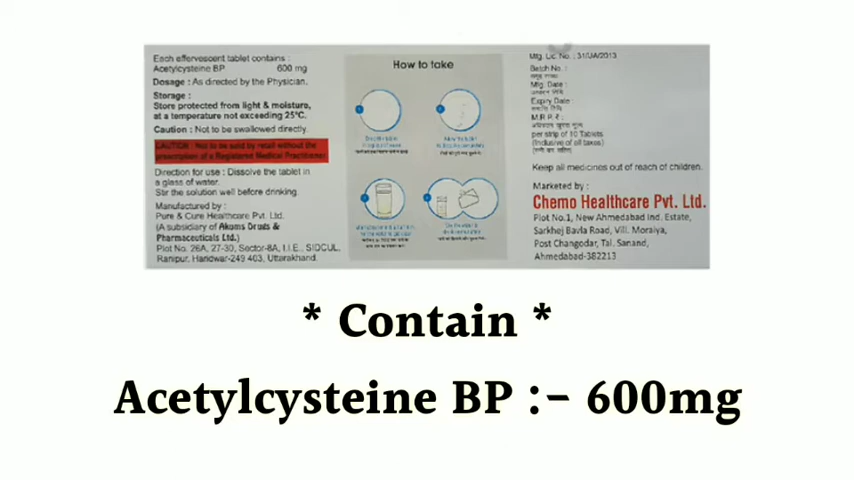 Each effervescent tablet contains :
Acetylcysteine BP 600 mg
Dosage : As directed by the Physician.
Storage :
Store protected from light & moisture,
at a temperature not exceeding 25°C.
Caution : Not to be swallowed directly.
CAUTION : Not to be sold by retail without the
prescription of a Registered Medical Practitioner.
Direction for use : Dissolve the tablet in
a glass of water.
Stir the solution well before drinking.
Manufactured by :
Pure & Cure Healthcare Pvt. Ltd.
(A subsidiary of Akums Drugs &
Pharmaceuticals Ltd.)
Plot No. 26A, 27-30, Sector-8A, I.I.E., SIDCUL,
Ranipur, Haridwar-249 403, Uttarakhand.
How to take
Mfg. Lic. No.: 31/UA/2013
Batch No. :
Mfg. Date :
Expiry Date :
M.R.P. ₹ :
per strip of 10 Tablets
(Inclusive of all taxes)
Keep all medicines out of reach of children.
Marketed by :
Chemo Healthcare Pvt. Ltd.
Plot No.1, New Ahmedabad Ind. Estate,
Sarkhej Bavla Road, Vill. Moraiya,
Post Changodar, Tal. Sanand,
Ahmedabad-382213
* Contain *
Acetylcysteine BP :- 600mg